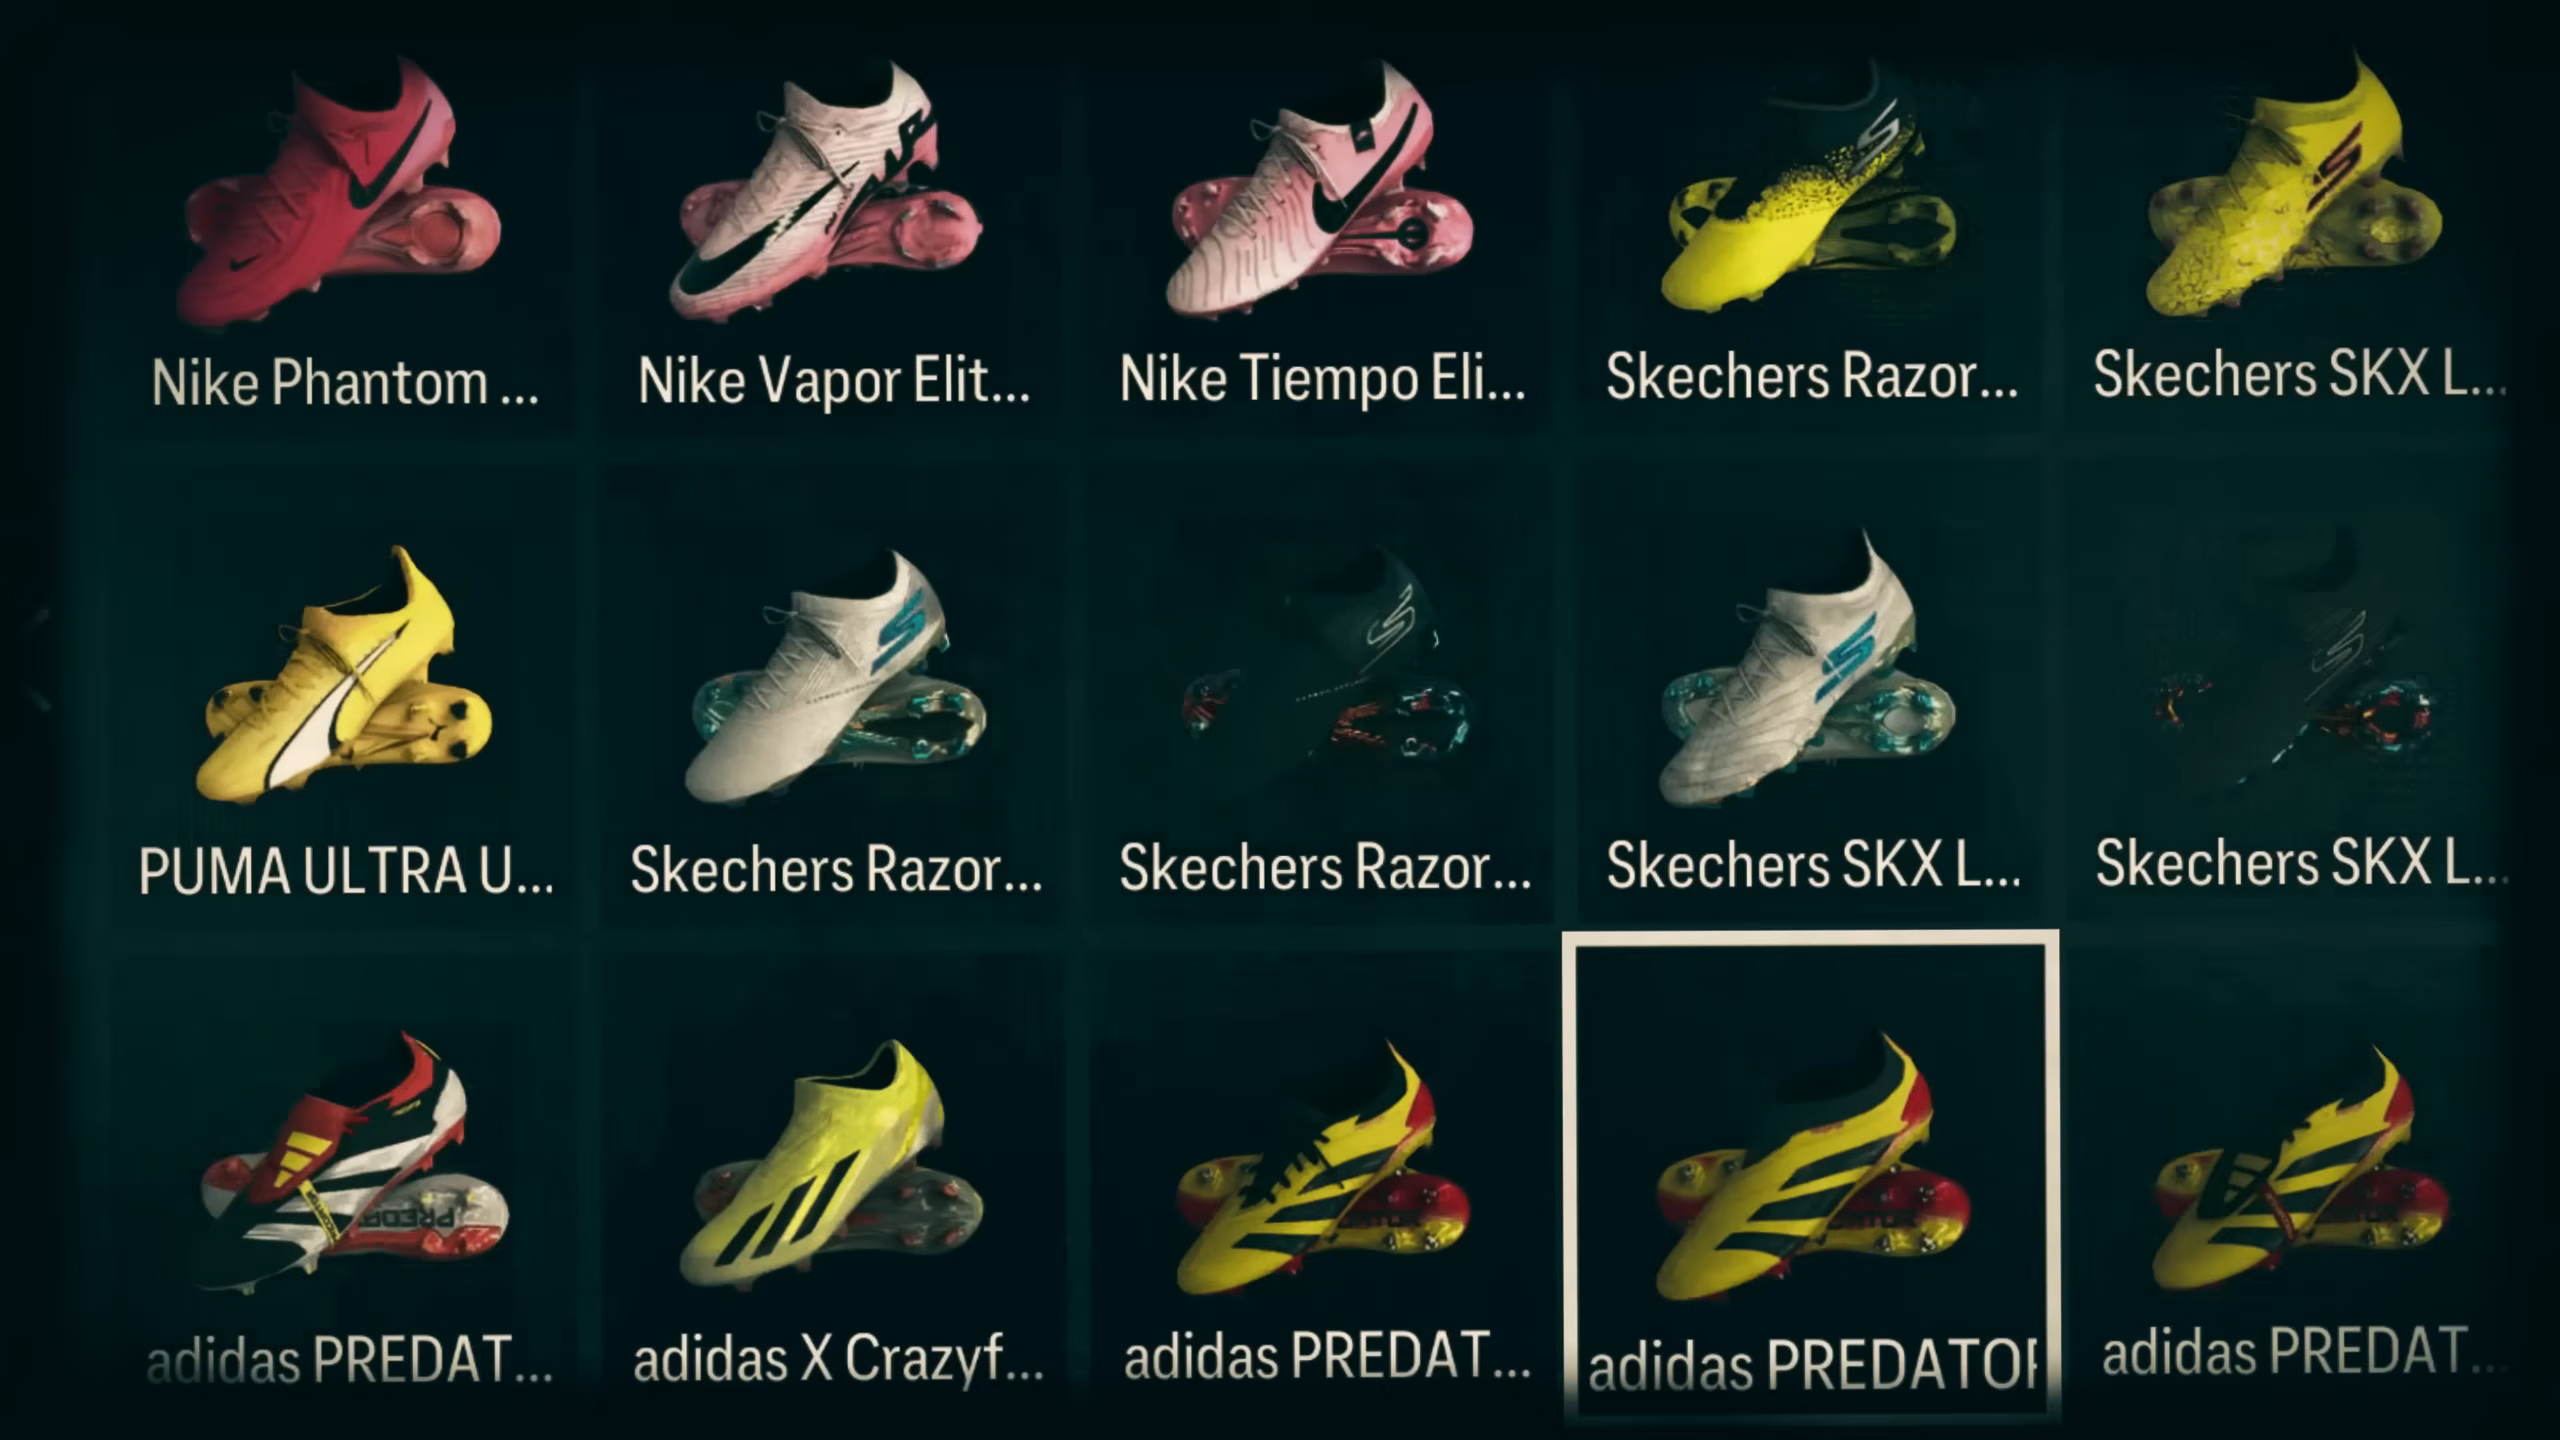 Nike Phantom ...
Nike Vapor Elit...
Nike Tiempo Eli...
Skechers Razor...
Skechers SKX L...
PUMA ULTRA U...
Skechers Razor...
Skechers Razor...
Skechers SKX L...
Skechers SKX L...
adidas PREDAT...
adidas X Crazyf...
adidas PREDAT...
adidas PREDATOR
adidas PREDAT...